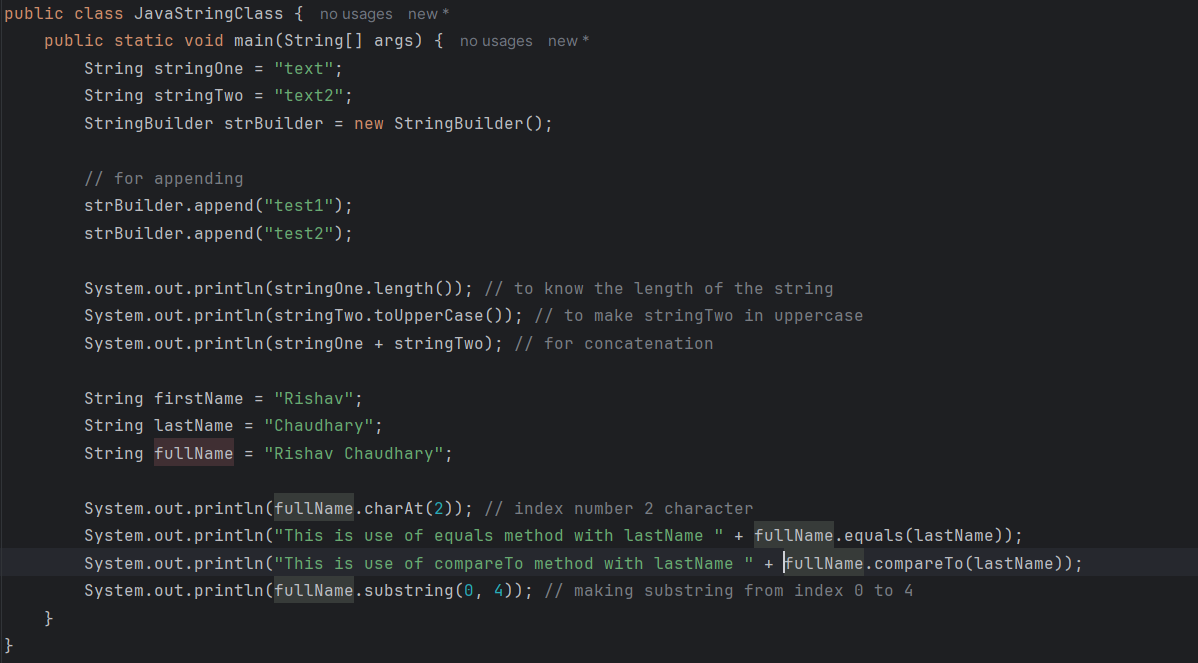 public class JavaStringClass { no usages new *
public static void main(String[] args) { no usages new *
String stringOne = "text";
String stringTwo = "text2";
StringBuilder strBuilder = new StringBuilder();
// for appending
strBuilder.append("test1");
strBuilder.append("test2");
System.out.println(stringOne.length()); // to know the length of the string
System.out.println(stringTwo.toUpperCase()); // to make stringTwo in uppercase
System.out.println(stringOne + stringTwo); // for concatenation
String firstName = "Rishav";
String lastName = "Chaudhary";
String fullName = "Rishav Chaudhary";
System.out.println(fullName.charAt(2)); // index number 2 character
System.out.println("This is use of equals method with lastName " + fullName.equals(lastName));
System.out.println("This is use of compareTo method with lastName " + fullName.compareTo(lastName));
System.out.println(fullName.substring(0, 4)); // making substring from index 0 to 4
}
}